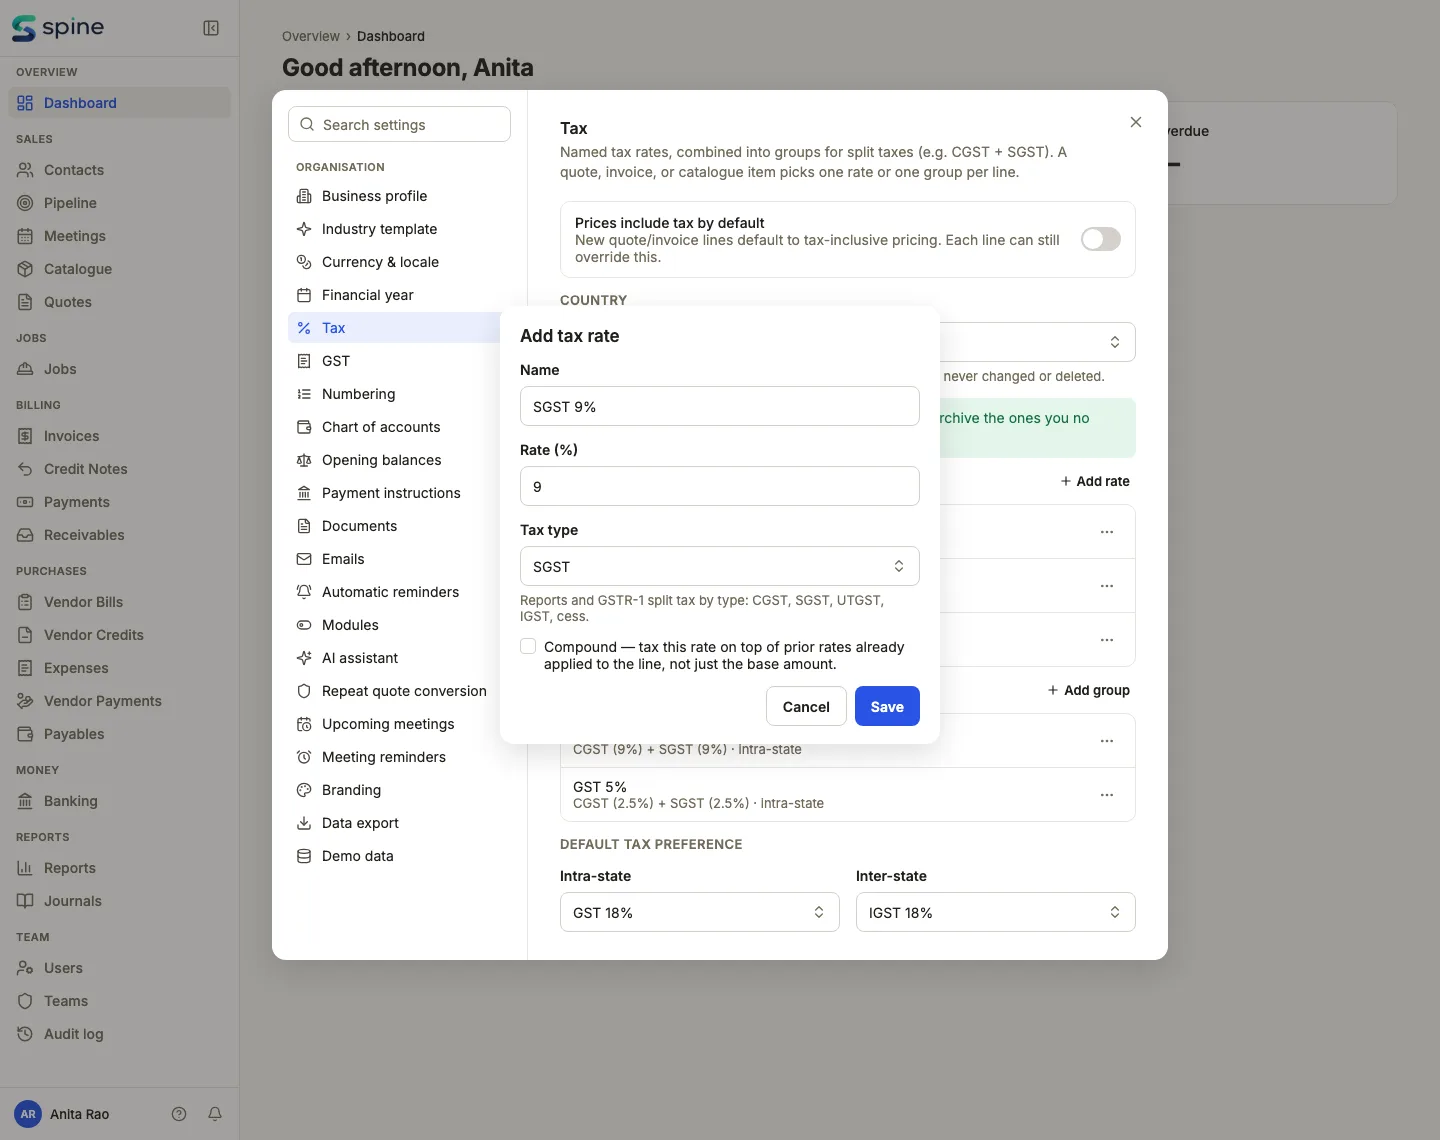 spine
OVERVIEW
Dashboard
SALES
Contacts
Pipeline
Meetings
Catalogue
Quotes
JOBS
Jobs
BILLING
Invoices
Credit Notes
Payments
Receivables
PURCHASES
Vendor Bills
Vendor Credits
Expenses
Vendor Payments
Payables
MONEY
Banking
REPORTS
Reports
Journals
TEAM
Users
Teams
Audit log
AR Anita Rao
Overview › Dashboard
Good afternoon, Anita
verdue
Search settings
ORGANISATION
Business profile
Industry template
Currency & locale
Financial year
Tax
GST
Numbering
Chart of accounts
Opening balances
Payment instructions
Documents
Emails
Automatic reminders
Modules
AI assistant
Repeat quote conversion
Upcoming meetings
Meeting reminders
Branding
Data export
Demo data
Tax
Named tax rates, combined into groups for split taxes (e.g. CGST + SGST). A
quote, invoice, or catalogue item picks one rate or one group per line.
Prices include tax by default
New quote/invoice lines default to tax-inclusive pricing. Each line can still
override this.
COUNTRY
never changed or deleted.
rchive the ones you no
+ Add rate
Add tax rate
Name
SGST 9%
Rate (%)
9
Tax type
SGST
Reports and GSTR-1 split tax by type: CGST, SGST, UTGST,
IGST, cess.
Compound — tax this rate on top of prior rates already
applied to the line, not just the base amount.
Cancel
Save
+ Add group
CGST (9%) + SGST (9%) · Intra-state
GST 5%
CGST (2.5%) + SGST (2.5%) · Intra-state
DEFAULT TAX PREFERENCE
Intra-state
GST 18%
Inter-state
IGST 18%